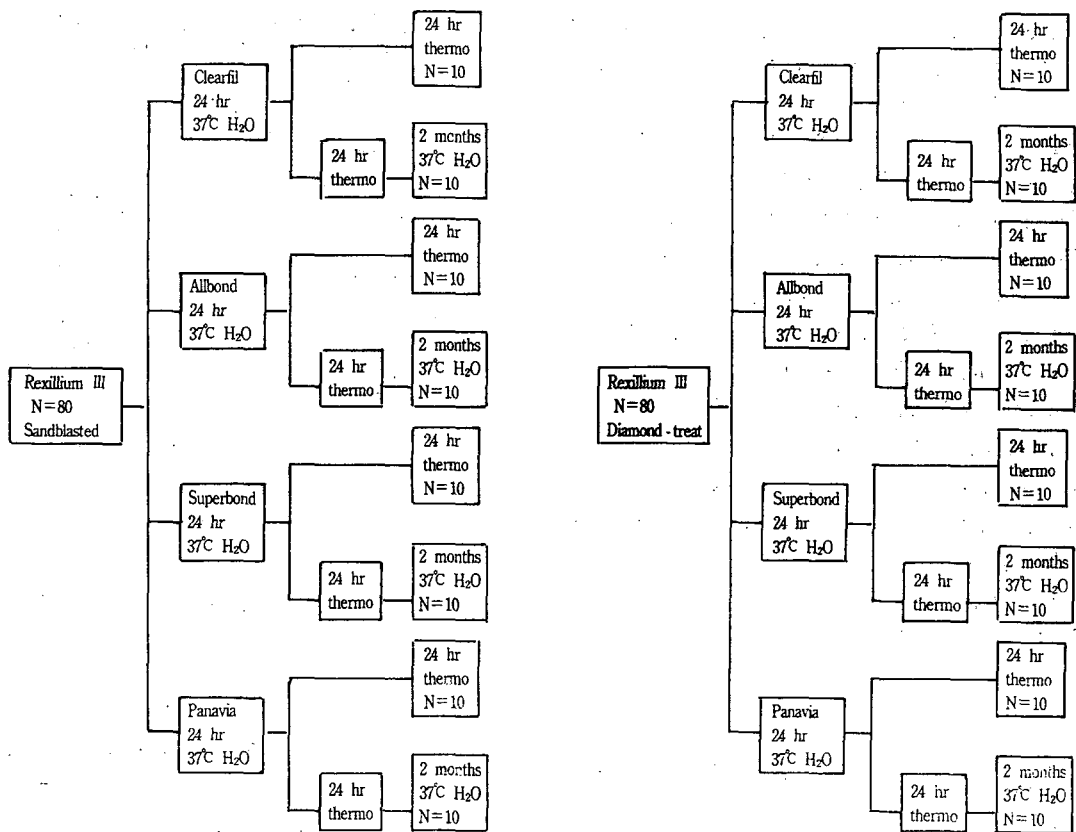 Rexillium III
N=80
Sandblasted
Clearfil
24 hr
37℃ H₂O
24 hr
thermo
N=10
24 hr
thermo
2 months
37℃ H₂O
N=10
Allbond
24 hr
37℃ H₂O
24 hr
thermo
N=10
24 hr
thermo
2 months
37℃ H₂O
N=10
Superbond
24 hr
37℃ H₂O
24 hr
thermo
N=10
24 hr
thermo
2 months
37℃ H₂O
N=10
Panavia
24 hr
37℃ H₂O
24 hr
thermo
N=10
24 hr
thermo
2 months
37℃ H₂O
N=10
Rexillium III
N=80
Diamond-treat
Clearfil
24 hr
37℃ H₂O
24 hr
thermo
N=10
24 hr
thermo
2 months
37℃ H₂O
N=10
Allbond
24 hr
37℃ H₂O
24 hr
thermo
N=10
24 hr
thermo
2 months
37℃ H₂O
N=10
Superbond
24 hr
37℃ H₂O
24 hr
thermo
N=10
24 hr
thermo
2 months
37℃ H₂O
N=10
Panavia
24 hr
37℃ H₂O
24 hr
thermo
N=10
24 hr
thermo
2 months
37℃ H₂O
N=10